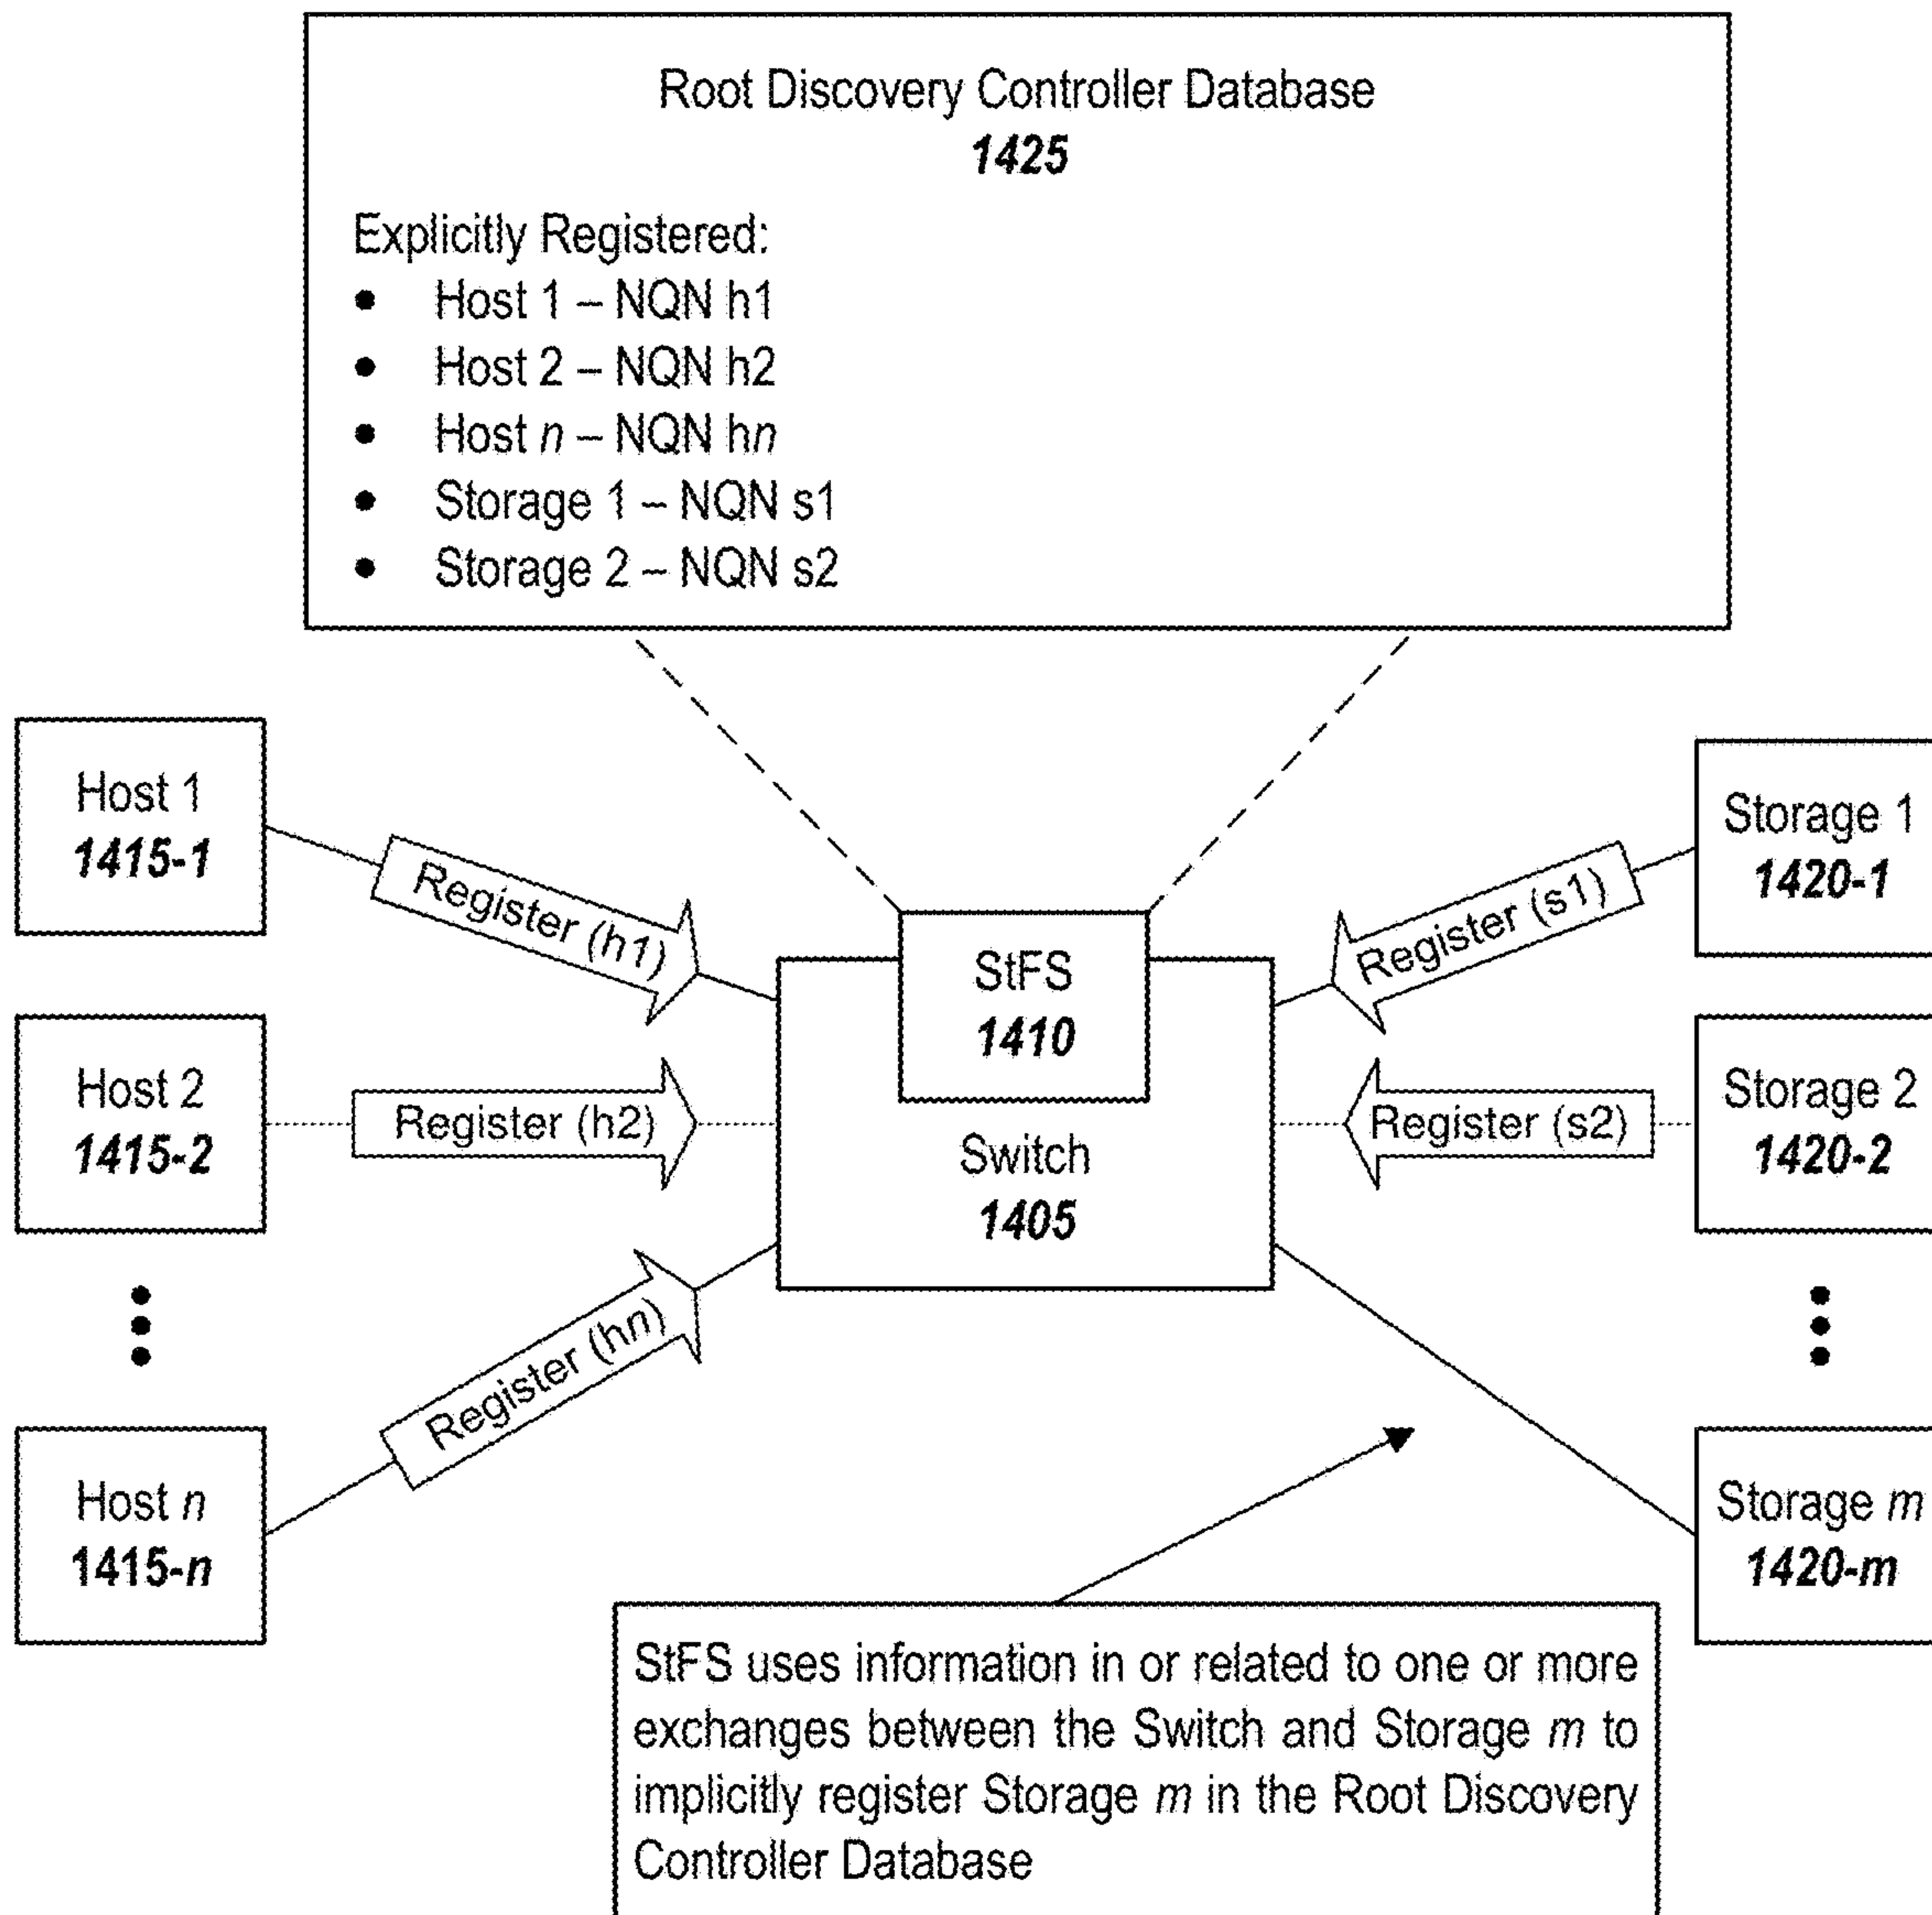 Root Discovery Controller Database
1425
Explicitly Registered:
• Host 1 – NQN h1
• Host 2 – NQN h2
• Host n – NQN hn
• Storage 1 – NQN s1
• Storage 2 – NQN s2
Host 1
1415-1
Register (h1)
StFS
1410
Register (s1)
Storage 1
1420-1
Host 2
1415-2
Register (h2)
Switch
1405
Register (s2)
Storage 2
1420-2
Register (hn)
Host n
1415-n
Storage m
1420-m
StFS uses information in or related to one or more
exchanges between the Switch and Storage m to
implicitly register Storage m in the Root Discovery
Controller Database